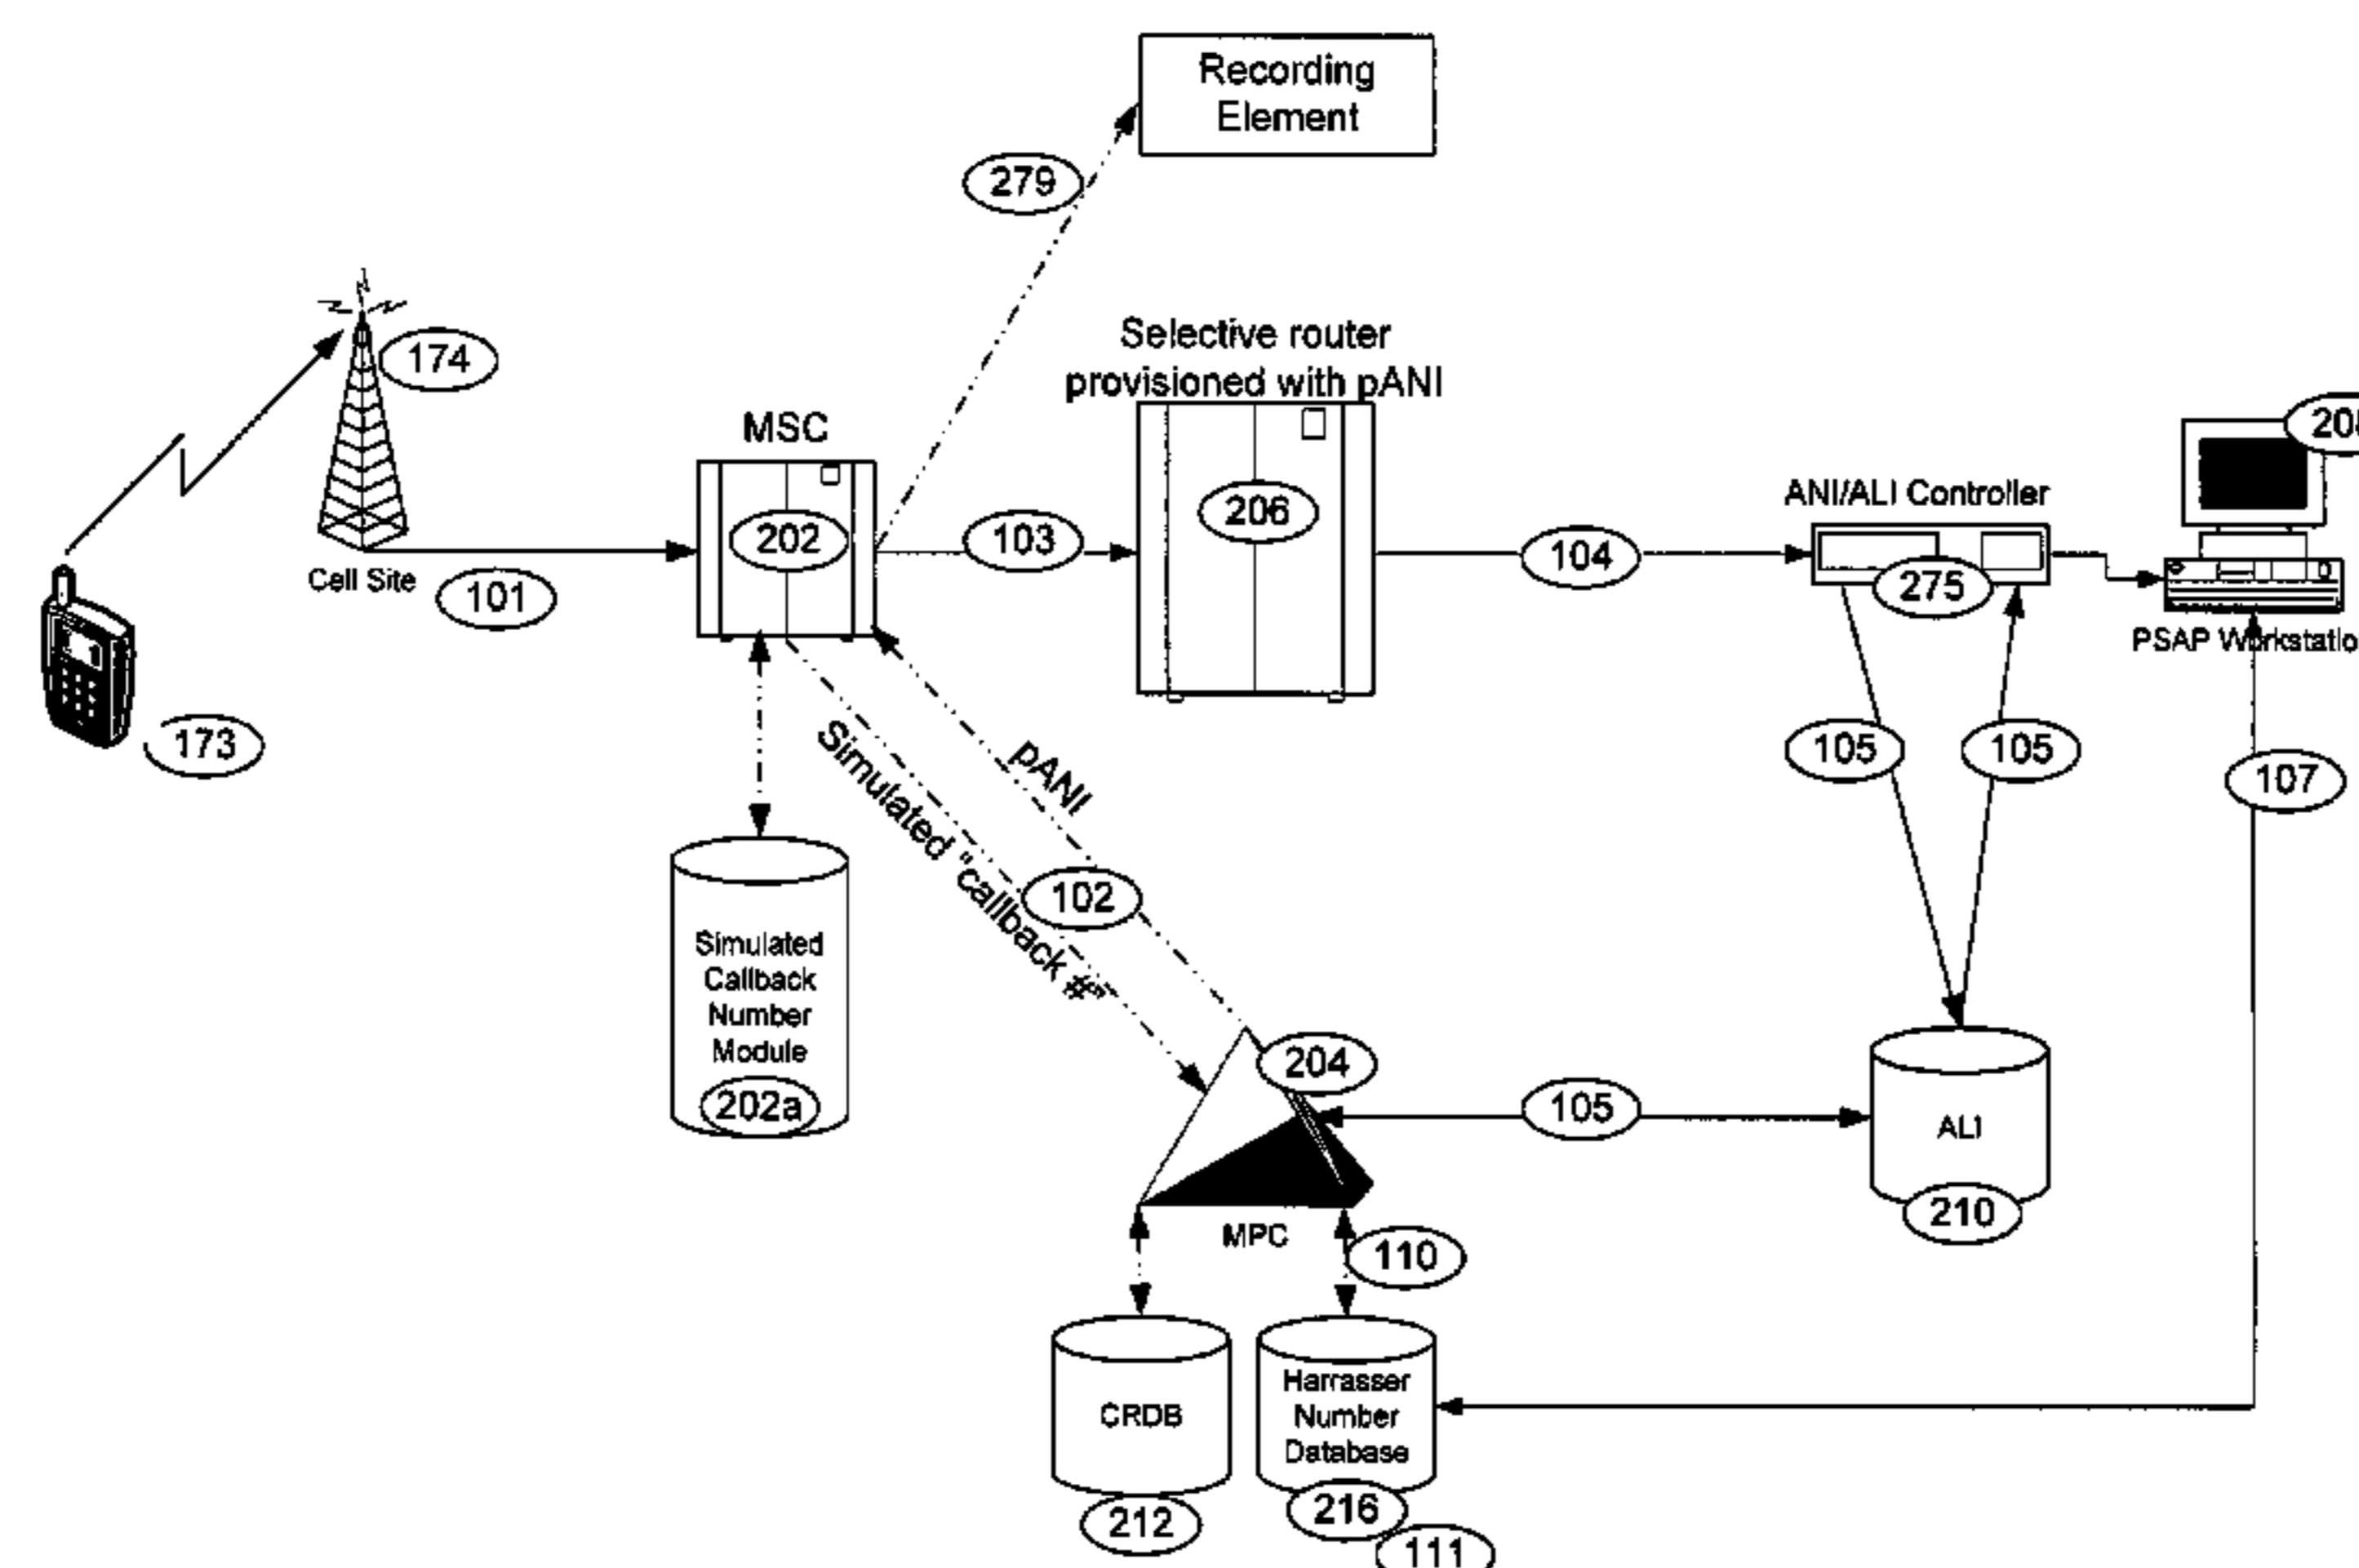 Recording
Element
279
Selective router
provisioned with pANI
174
MSC
208
ANI/ALI Controller
206
202
103
104
275
Cell Site
101
PSAP Workstatio
173
Simulated "callback #"
pANI
105
105
107
102
Simulated
Callback
Number
Module
202a
204
105
ALI
210
MPC
110
CRDB
Harrasser
Number
Database
212
216
111